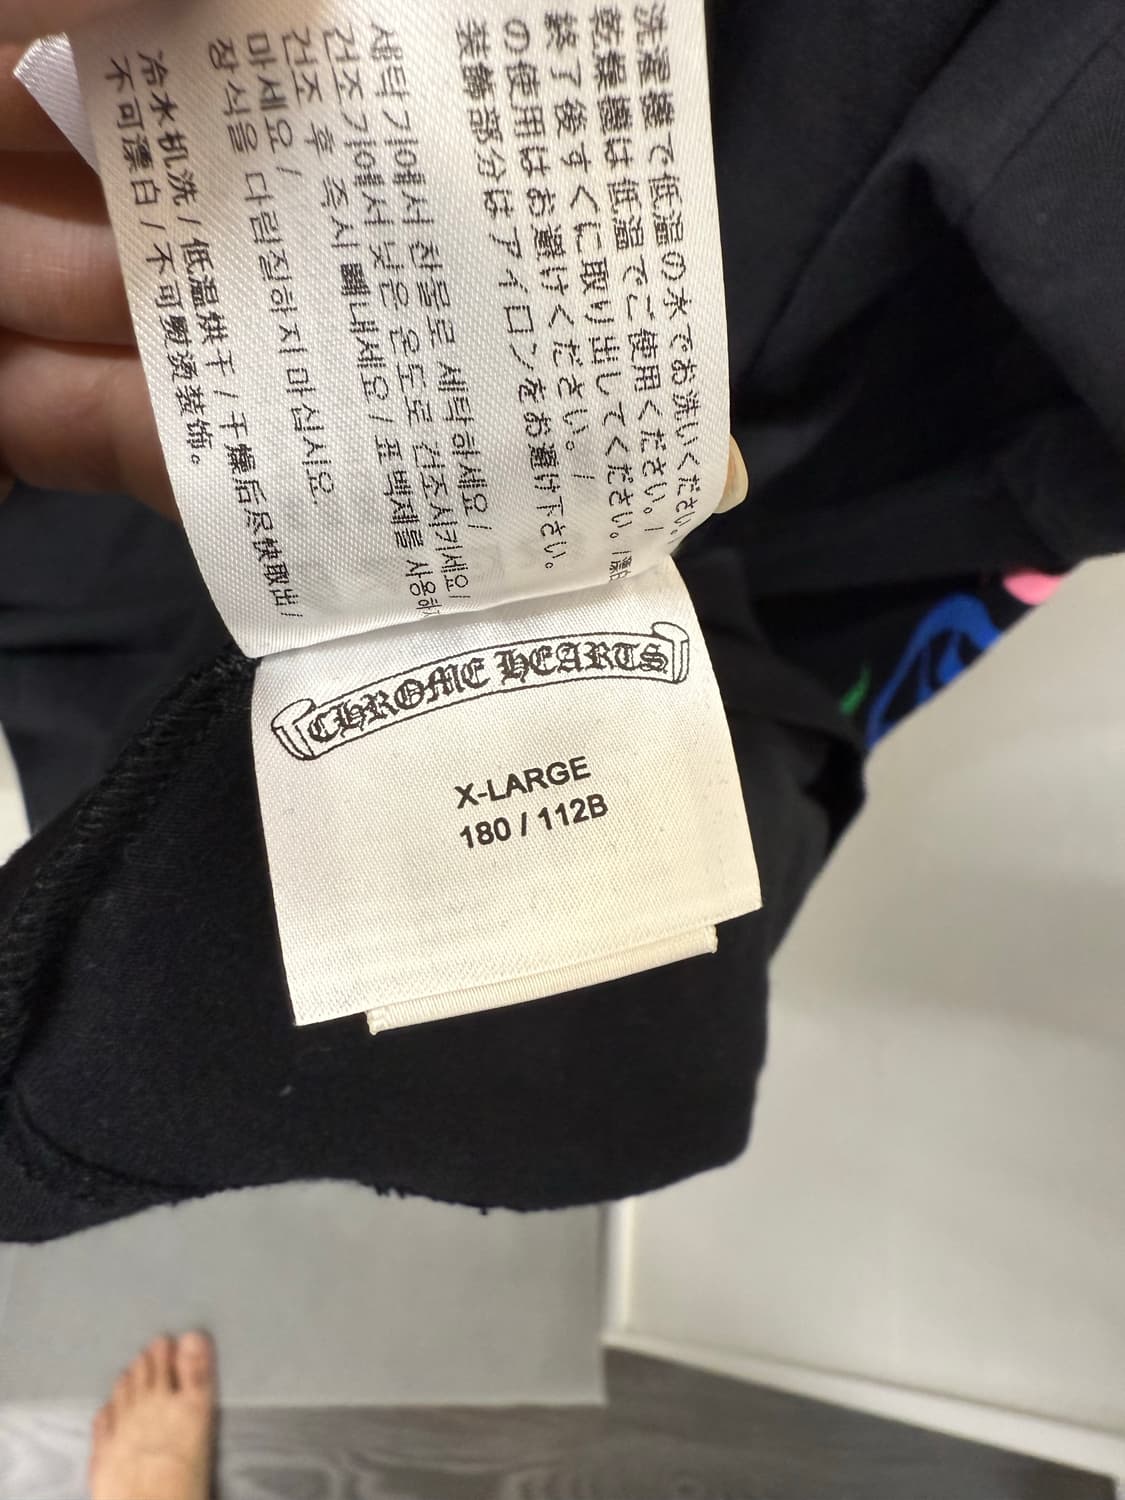 洗濯機で低温の水でお洗いください。/
乾燥機は低温でご使用ください。/
終了後すぐに取り出してください。/漂白
の使用はお避けください。/
装飾部分はアイロンをお避け下さい。
세탁기에서 찬물로 세탁하세요/
건조기에서 낮은 온도로 건조시키세요/
건조 후 즉시 빼내세요/표백제를 사용하
마세요/
장식을 다림질하지 마십시오.
冷水机洗/低温烘干/干燥后尽快取出/
不可漂白/不可熨烫装饰。
CHROME HEARTS
X-LARGE
180 / 112B